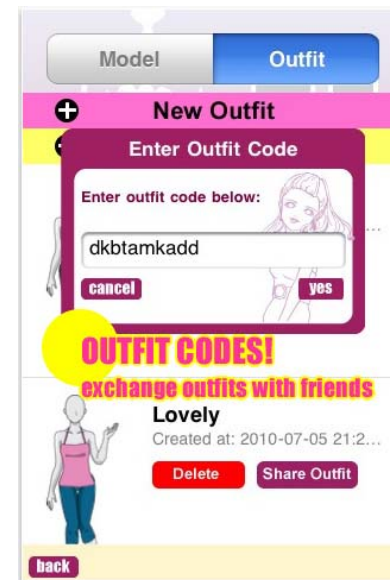 Model Outfit
New Outfit
Enter Outfit Code
Enter outfit code below:
dkbtamkadd
cancel yes
OUTFIT CODES!
exchange outfits with friends
Lovely
Created at: 2010-07-05 21:2...
Delete Share Outfit
back